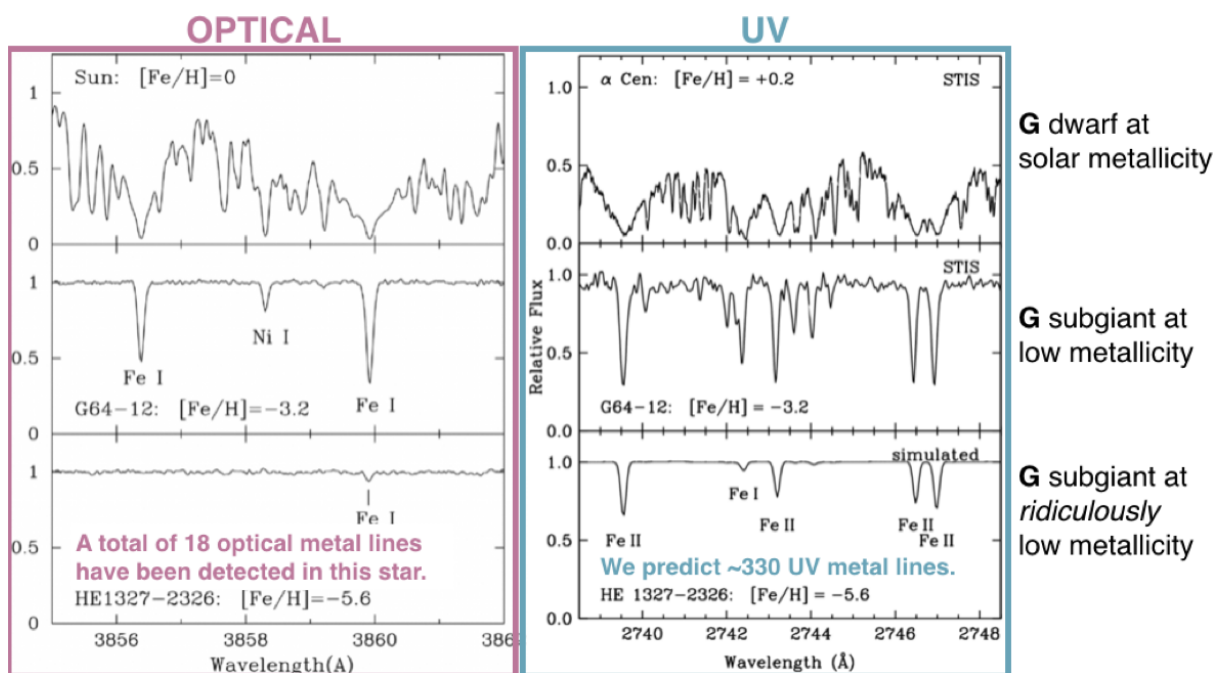 OPTICAL
UV
Sun: [Fe/H]=0
1
0.5
0
1
Ni I
0.5
Fe I
Fe I
G64-12: [Fe/H]=-3.2
0
1
Fe I
0.5
A total of 18 optical metal lines
have been detected in this star.
HE1327-2326: [Fe/H]=-5.6
0
3856
3858
3860
Wavelength(A)
α Cen: [Fe/H] = +0.2
STIS
1.0
0.5
0.0
STIS
1.0
Relative Flux
0.5
G64-12: [Fe/H] = -3.2
0.0
simulated
1.0
Fe I
Fe II
Fe II
Fe II
Fe II
0.5
We predict ~330 UV metal lines.
HE 1327-2326: [Fe/H] = -5.6
0.0
2740
2742
2744
2746
2748
Wavelength (Å)
G dwarf at
solar metallicity
G subgiant at
low metallicity
G subgiant at
ridiculously
low metallicity